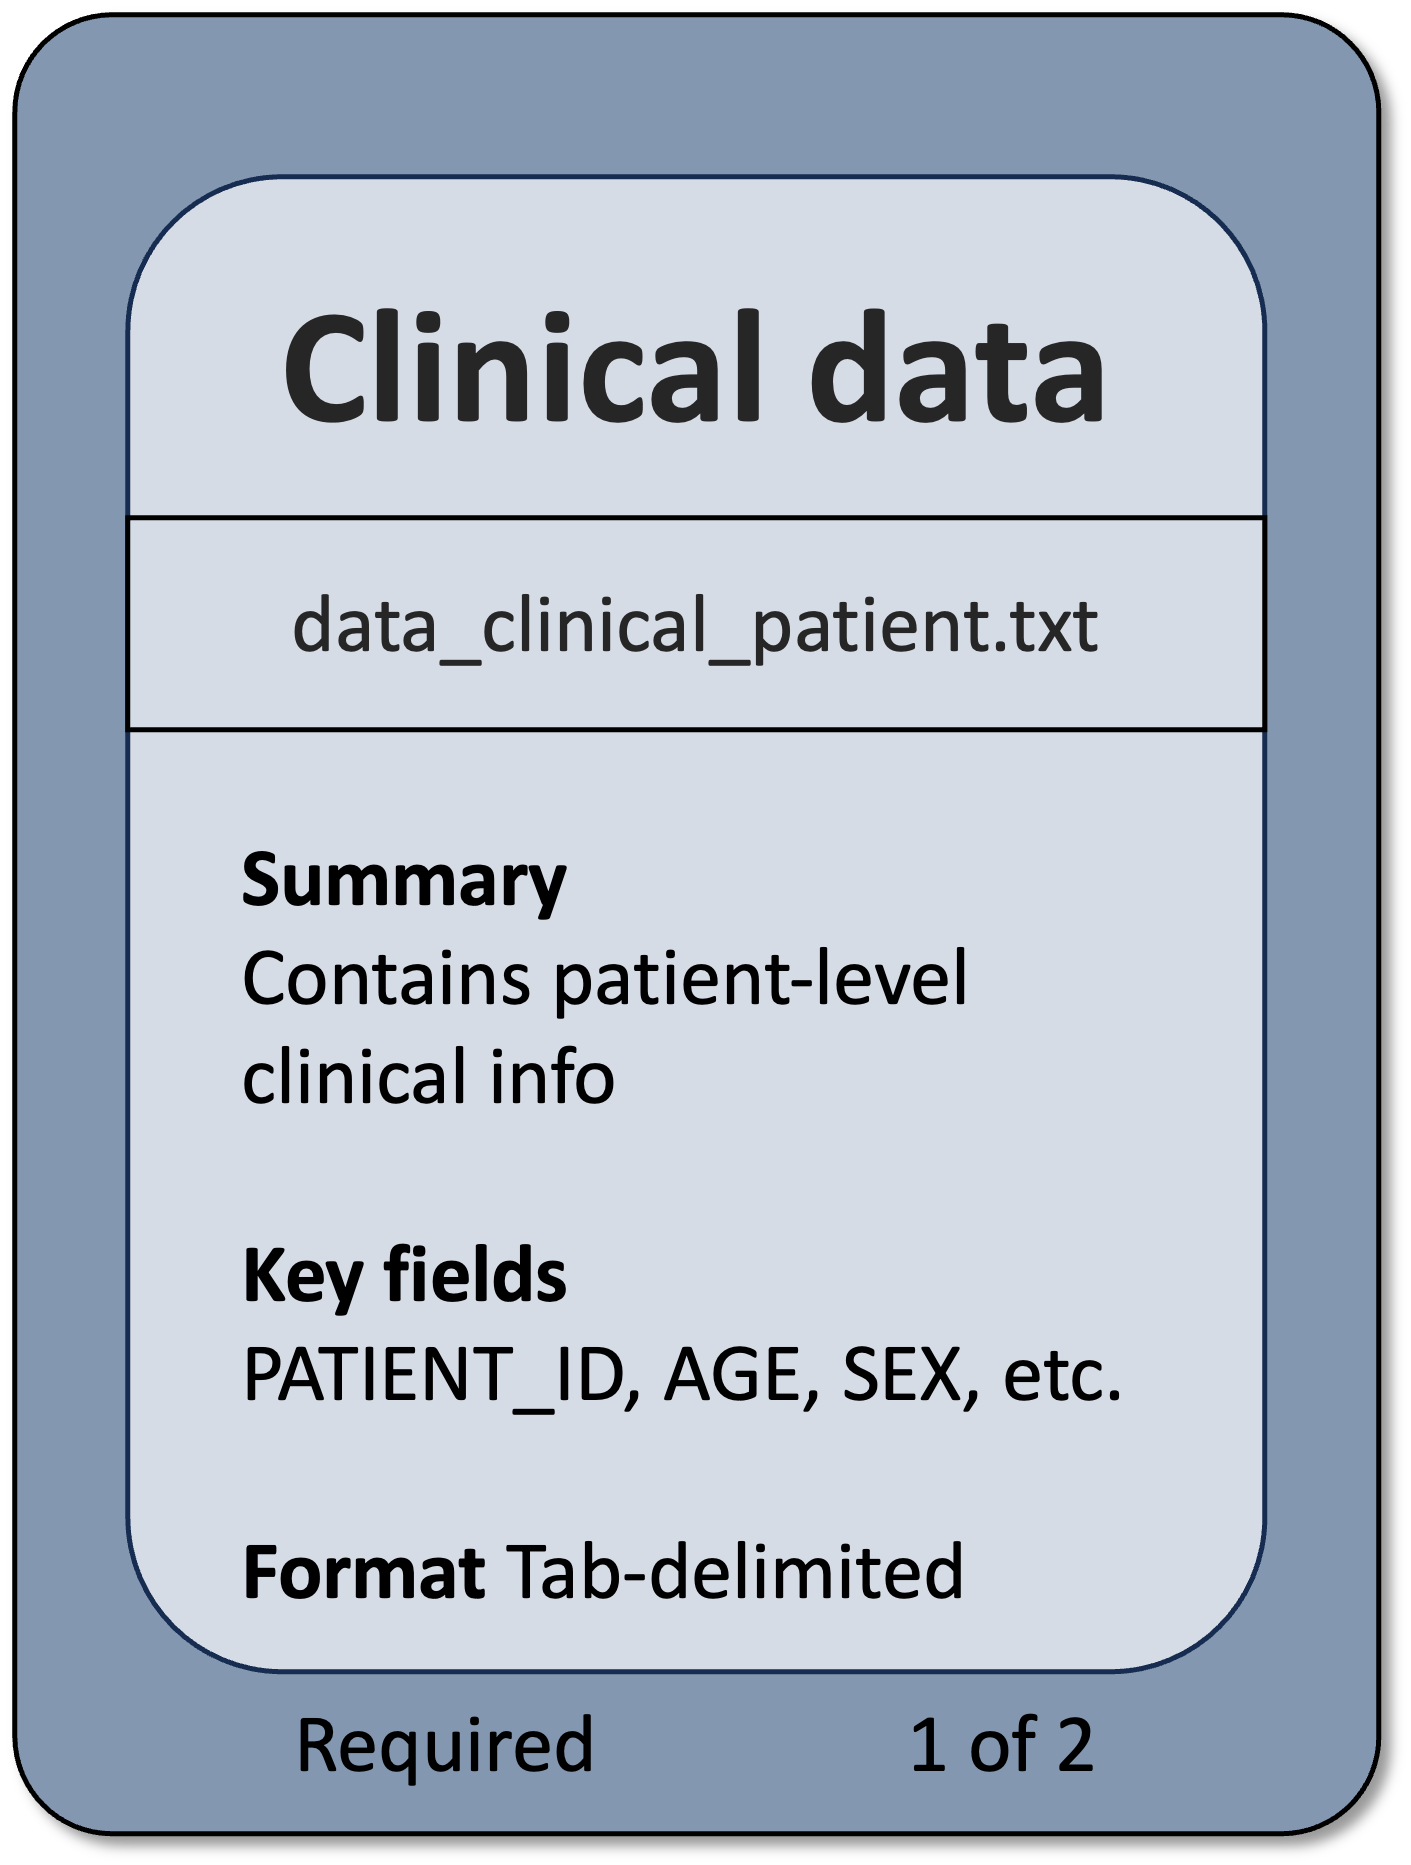 Clinical data
data_clinical_patient.txt
Summary
Contains patient-level
clinical info
Key fields
PATIENT_ID, AGE, SEX, etc.
Format Tab-delimited
Required 1 of 2